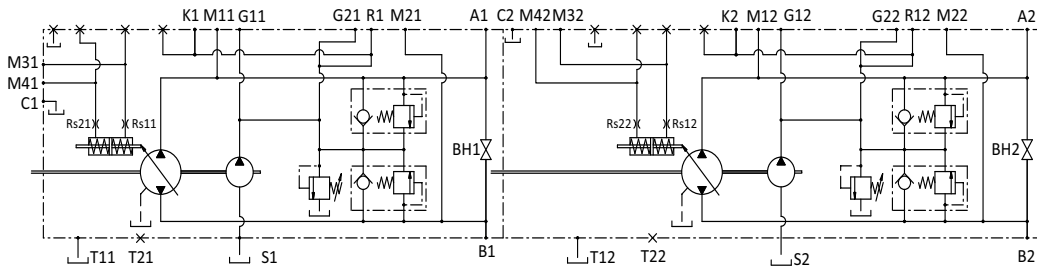 K1 M11 G11 G21 R1 M21 A1 C2 M42 M32 K2 M12 G12 G22 R12 M22 A2
M31
M41
C1
Rs21 Rs11 Rs22 Rs12
BH1 BH2
T11 T21 S1 B1 T12 T22 S2 B2